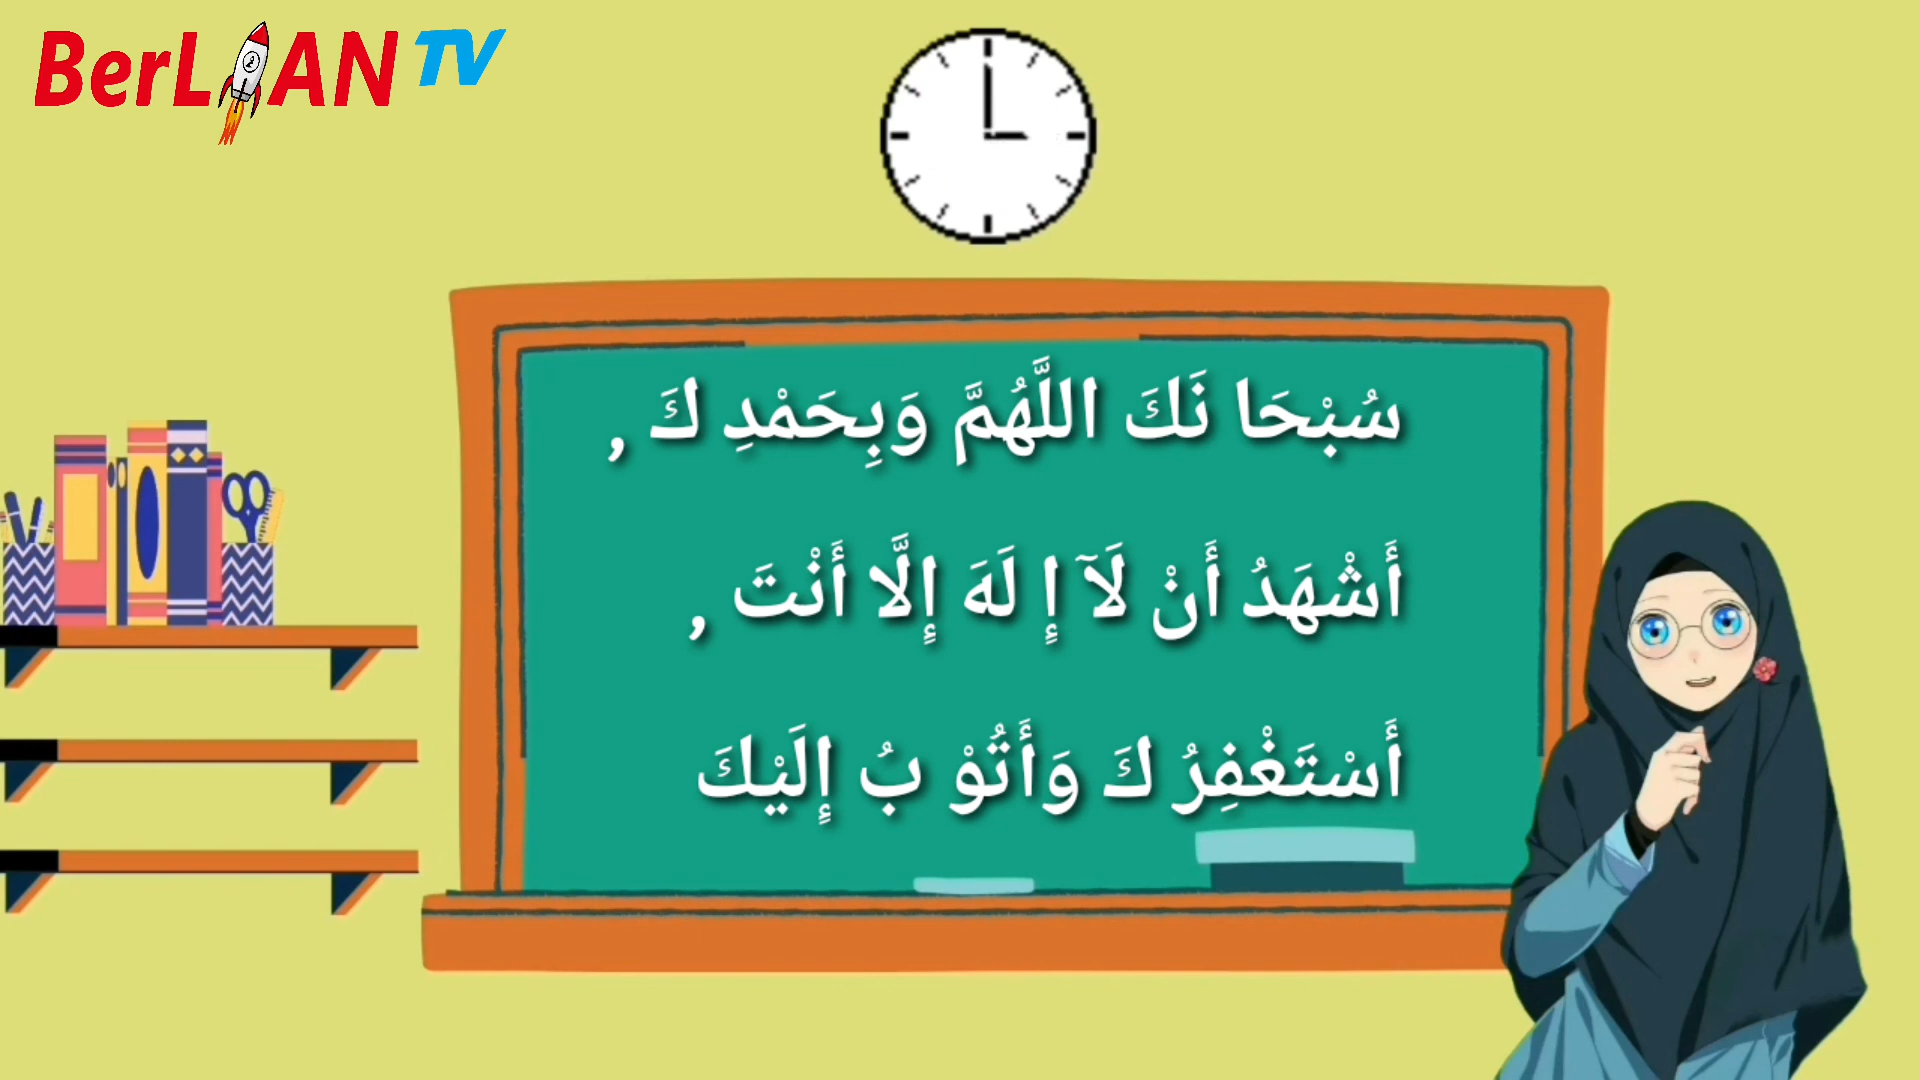 BerLIAN TV
سُبْحَا نَكَ اللَّهُمَّ وَبِحَمْدِ كَ ,
أَشْهَدُ أَنْ لَآ إِ لَهَ إِلَّا أَنْتَ ,
أَسْتَغْفِرُ كَ وَأَتُوْ بُ إِلَيْكَ